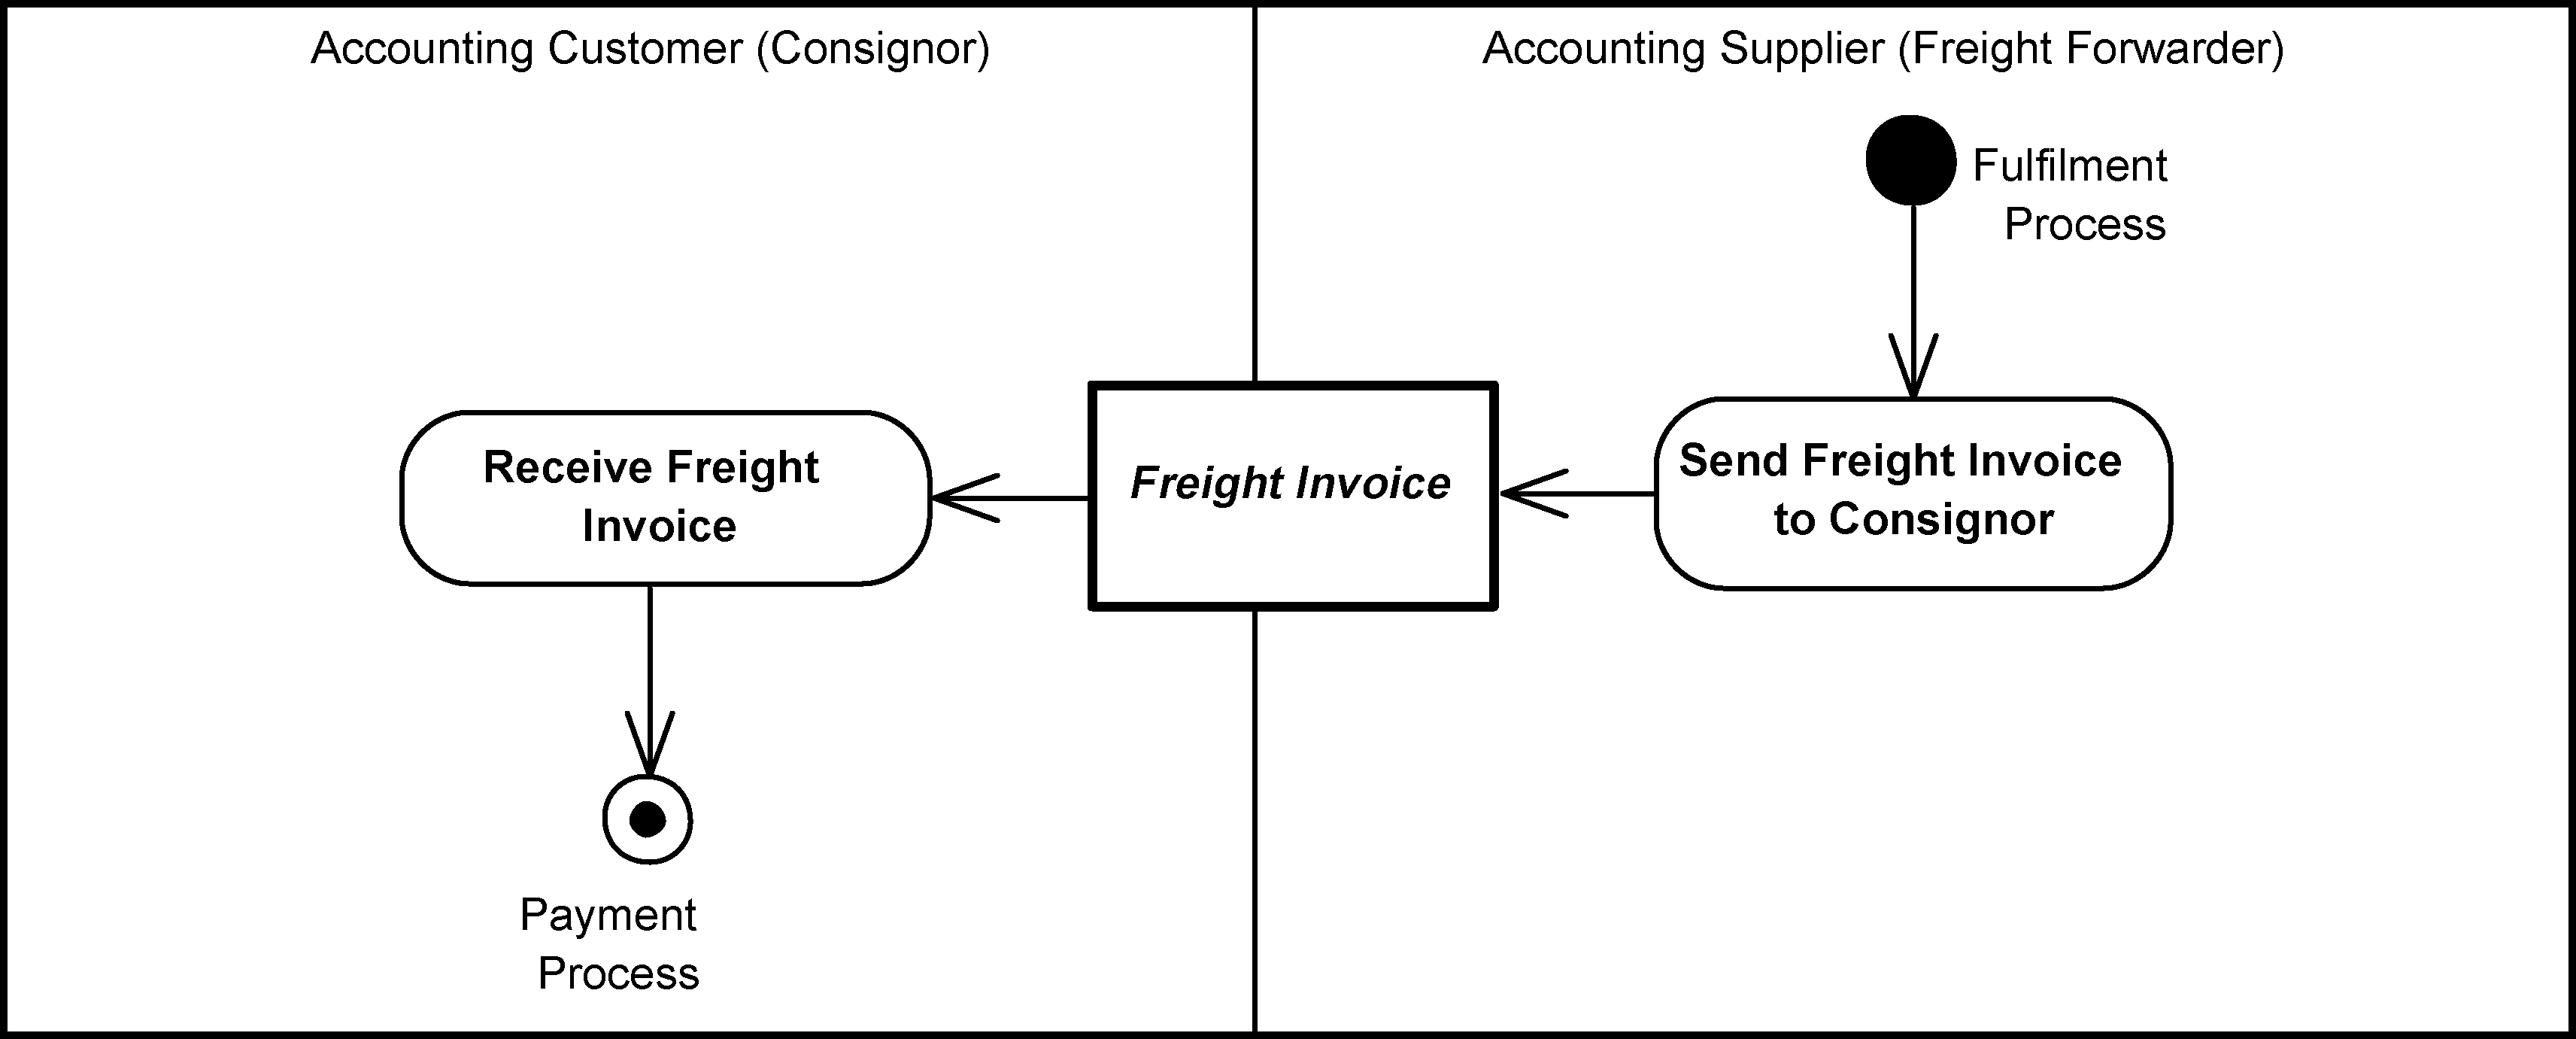 Accounting Customer (Consignor)
Accounting Supplier (Freight Forwarder)
Fulfilment
Process
Receive Freight
Invoice
Freight Invoice
Send Freight Invoice
to Consignor
Payment
Process